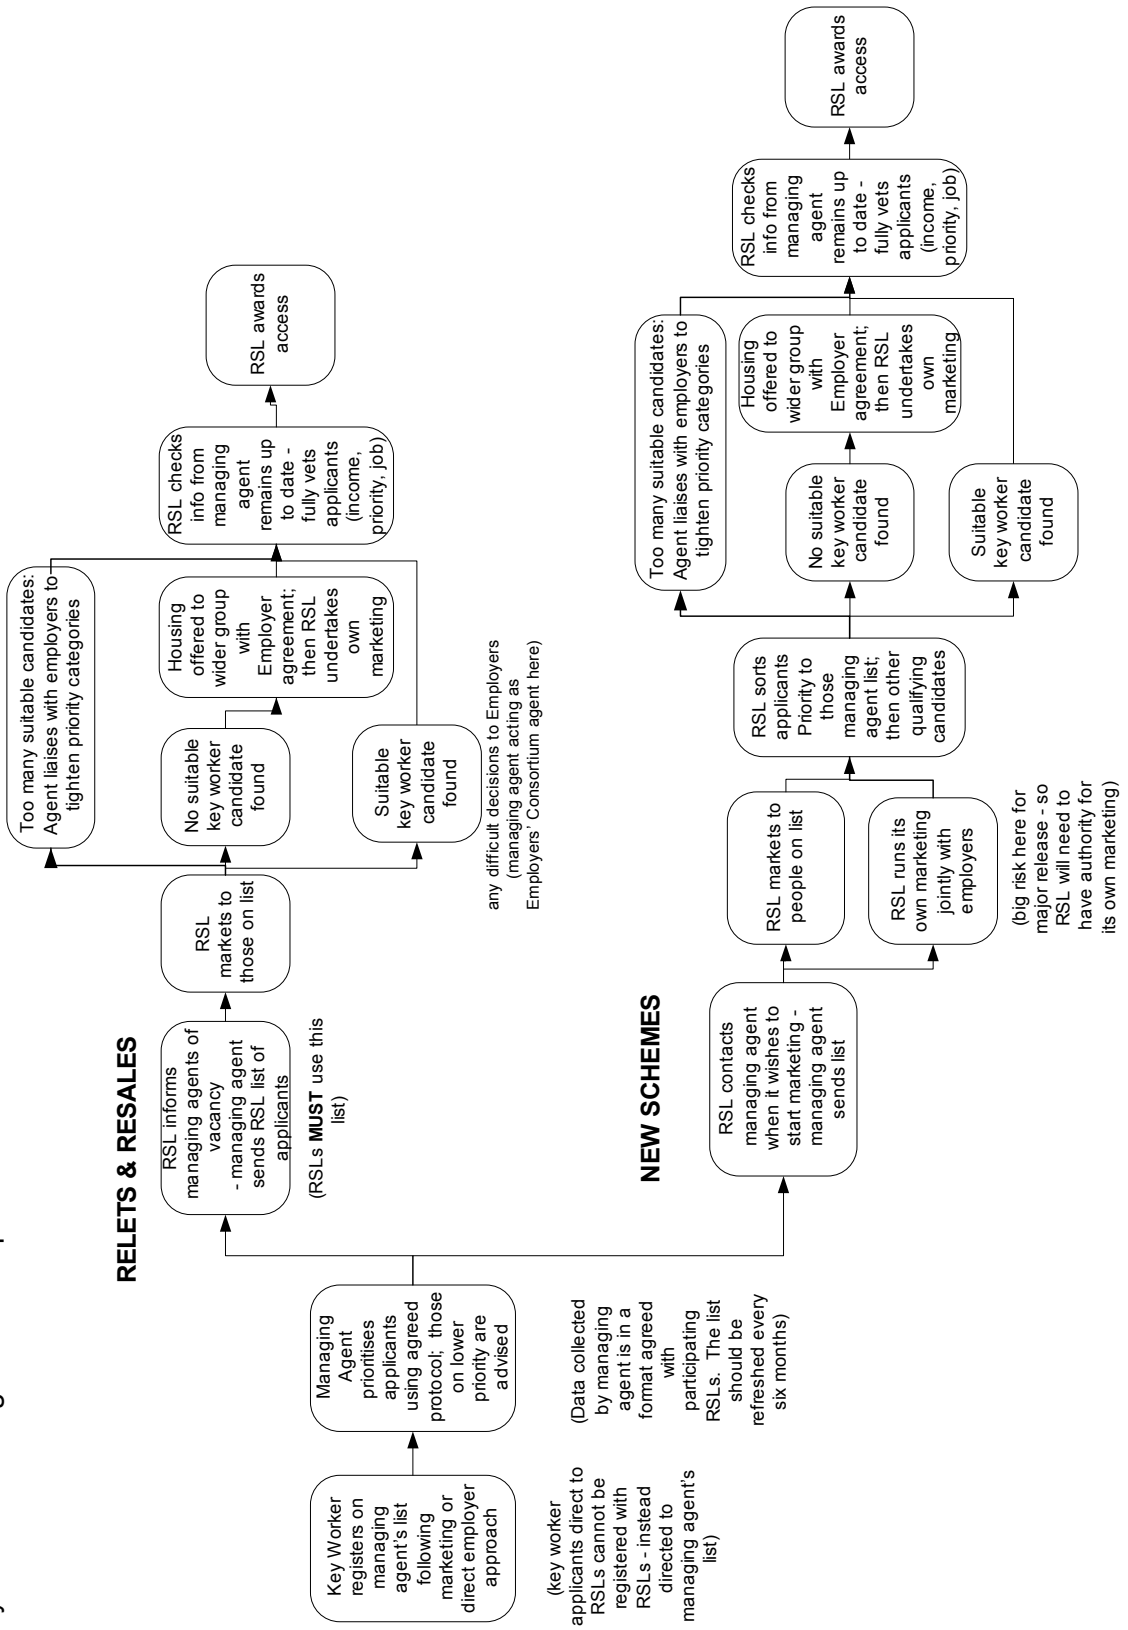 Key Worker
registers on
managing
agent's list
following
marketing or
direct employer
approach
(key worker
applicants direct to
RSLs cannot be
registered with
RSLs - instead
directed to
managing agent's
list)
Managing
Agent
prioritises
applicants
using agreed
protocol; those
on lower
priority are
advised
(Data collected
by managing
agent is in a
format agreed
with
participating
RSLs. The list
should be
refreshed every
six months)
RELETS & RESALES
RSL informs
managing agents of
vacancy
- managing agent
sends RSL list of
applicants
(RSLs MUST use this
list)
RSL
markets to
those on list
Too many suitable candidates:
Agent liaises with employers to
tighten priority categories
No suitable
key worker
candidate
found
Housing
offered to
wider group
with
Employer
agreement;
then RSL
undertakes
own
marketing
Suitable
key worker
candidate
found
any difficult decisions to Employers
(managing agent acting as
Employers' Consortium agent here)
RSL checks
info from
managing
agent
remains up
to date -
fully vets
applicants
(income,
priority, job)
RSL awards
access
NEW SCHEMES
RSL contacts
managing agent
when it wishes to
start marketing -
managing agent
sends list
RSL markets to
people on list
RSL runs its
own marketing
jointly with
employers
(big risk here for
major release - so
RSL will need to
have authority for
its own marketing)
RSL sorts
applicants
Priority to
those
managing
agent list;
then other
qualifying
candidates
Too many suitable candidates:
Agent liaises with employers to
tighten priority categories
No suitable
key worker
candidate
found
Housing
offered to
wider group
with
Employer
agreement;
then RSL
undertakes
own
marketing
Suitable
key worker
candidate
found
RSL checks
info from
managing
agent
remains up
to date -
fully vets
applicants
(income,
priority, job)
RSL awards
access